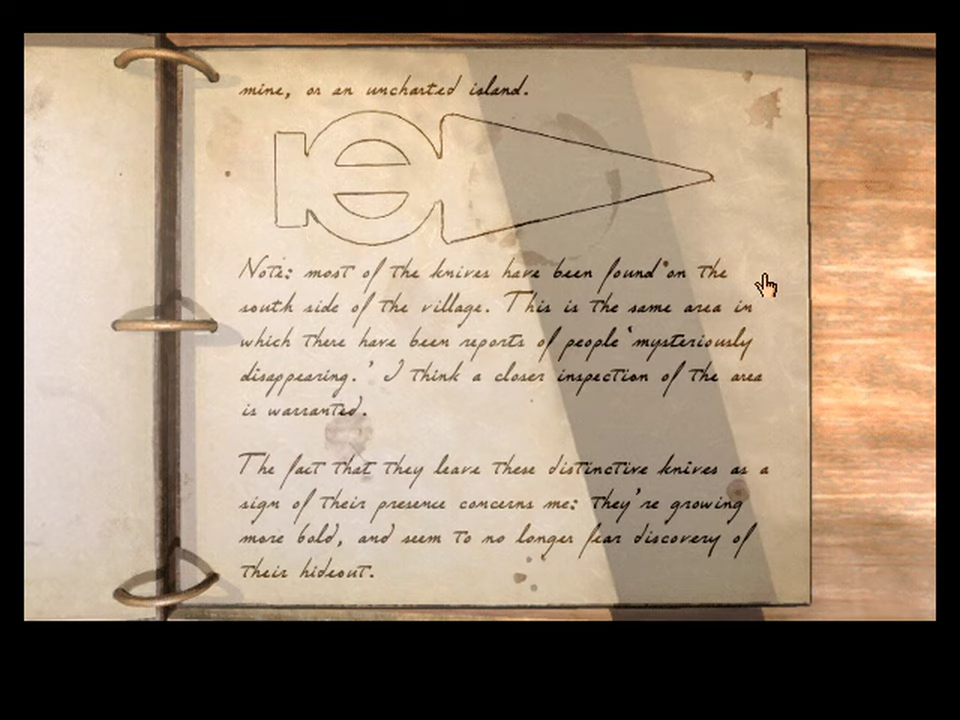 mine, or an uncharted island.
Note: most of the knives have been found on the
south side of the village. This is the same area in
which there have been reports of people 'mysteriously
disappearing.' I think a closer inspection of the area
is warranted.
The fact that they leave these distinctive knives as a
sign of their presence concerns me: they're growing
more bold, and seem to no longer fear discovery of
their hideout.